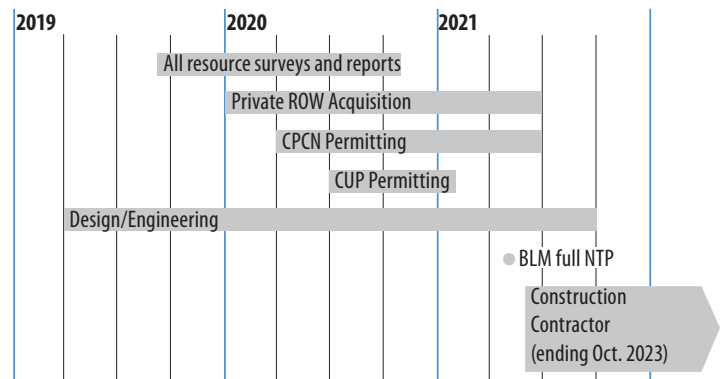 2019 2020 2021
All resource surveys and reports
Private ROW Acquisition
CPCN Permitting
CUP Permitting
Design/Engineering
BLM full NTP
Construction
Contractor
(ending Oct. 2023)